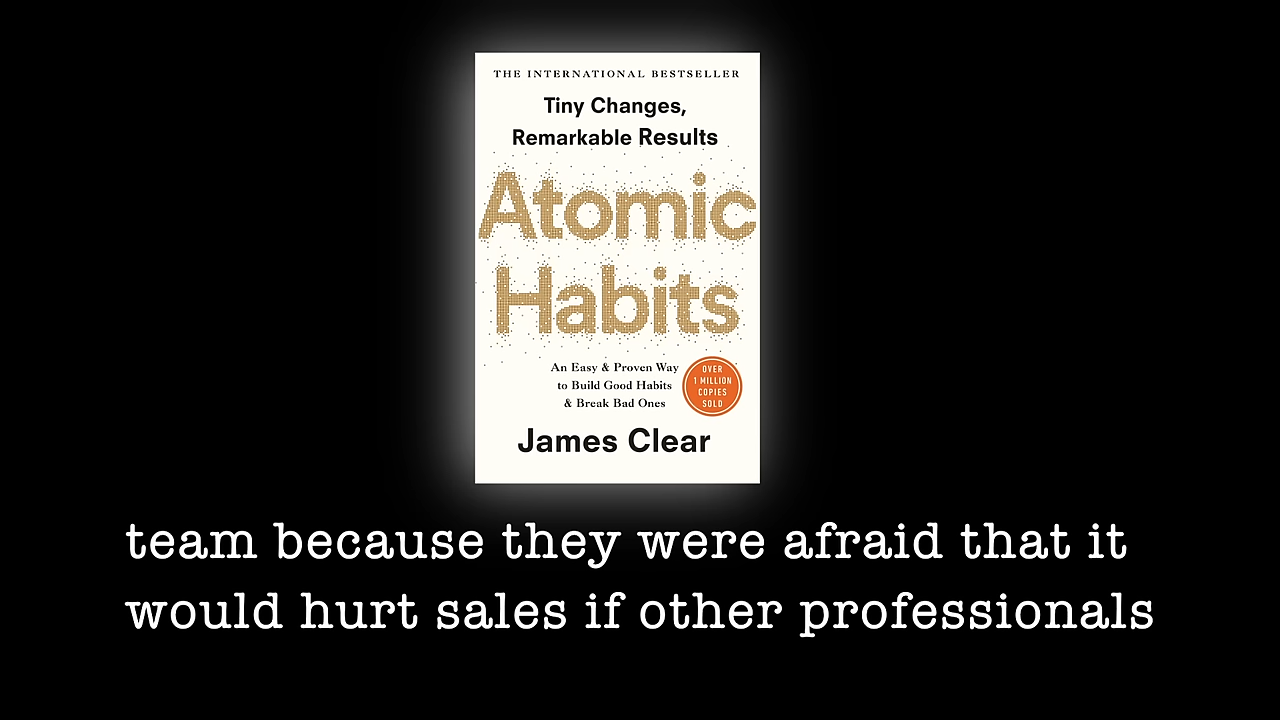 THE INTERNATIONAL BESTSELLER
Tiny Changes,
Remarkable Results
Atomic
Habits
An Easy & Proven Way
to Build Good Habits
& Break Bad Ones
OVER
1 MILLION
COPIES
SOLD
James Clear
team because they were afraid that it
would hurt sales if other professionals